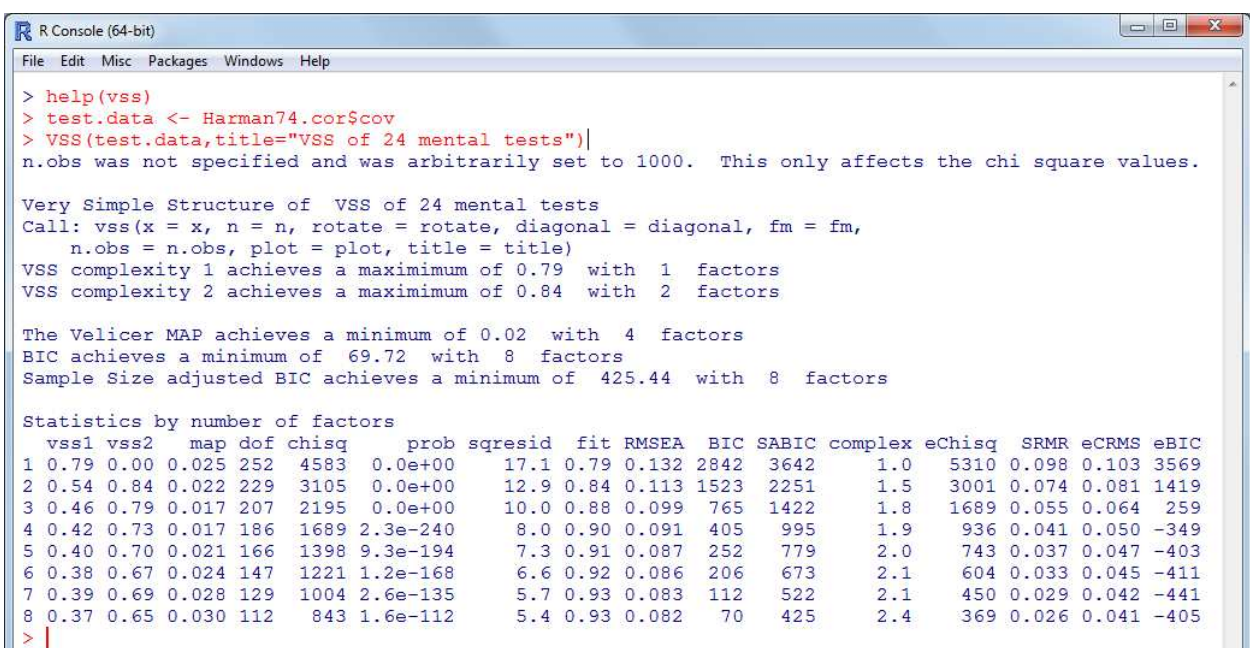 R Console (64-bit)
File Edit Misc Packages Windows Help
> help(vss)
> test.data <- Harman74.cor$cov
> VSS(test.data,title="VSS of 24 mental tests")
n.obs was not specified and was arbitrarily set to 1000.  This only affects the chi square values.
Very Simple Structure of  VSS of 24 mental tests
Call: vss(x = x, n = n, rotate = rotate, diagonal = diagonal, fm = fm,
    n.obs = n.obs, plot = plot, title = title)
VSS complexity 1 achieves a maximimum of 0.79  with  1  factors
VSS complexity 2 achieves a maximimum of 0.84  with  2  factors
The Velicer MAP achieves a minimum of 0.02  with  4  factors
BIC achieves a minimum of  69.72  with  8  factors
Sample Size adjusted BIC achieves a minimum of  425.44  with  8  factors
Statistics by number of factors
  vss1 vss2   map dof chisq     prob sqresid  fit RMSEA  BIC SABIC complex eChisq  SRMR eCRMS eBIC
1 0.79 0.00 0.025 252  4583  0.0e+00    17.1 0.79 0.132 2842  3642     1.0   5310 0.098 0.103 3569
2 0.54 0.84 0.022 229  3105  0.0e+00    12.9 0.84 0.113 1523  2251     1.5   3001 0.074 0.081 1419
3 0.46 0.79 0.017 207  2195  0.0e+00    10.0 0.88 0.099  765  1422     1.8   1689 0.055 0.064  259
4 0.42 0.73 0.017 186  1689 2.3e-240     8.0 0.90 0.091  405   995     1.9    936 0.041 0.050 -349
5 0.40 0.70 0.021 166  1398 9.3e-194     7.3 0.91 0.087  252   779     2.0    743 0.037 0.047 -403
6 0.38 0.67 0.024 147  1221 1.2e-168     6.6 0.92 0.086  206   673     2.1    604 0.033 0.045 -411
7 0.39 0.69 0.028 129  1004 2.6e-135     5.7 0.93 0.083  112   522     2.1    450 0.029 0.042 -441
8 0.37 0.65 0.030 112   843 1.6e-112     5.4 0.93 0.082   70   425     2.4    369 0.026 0.041 -405
>